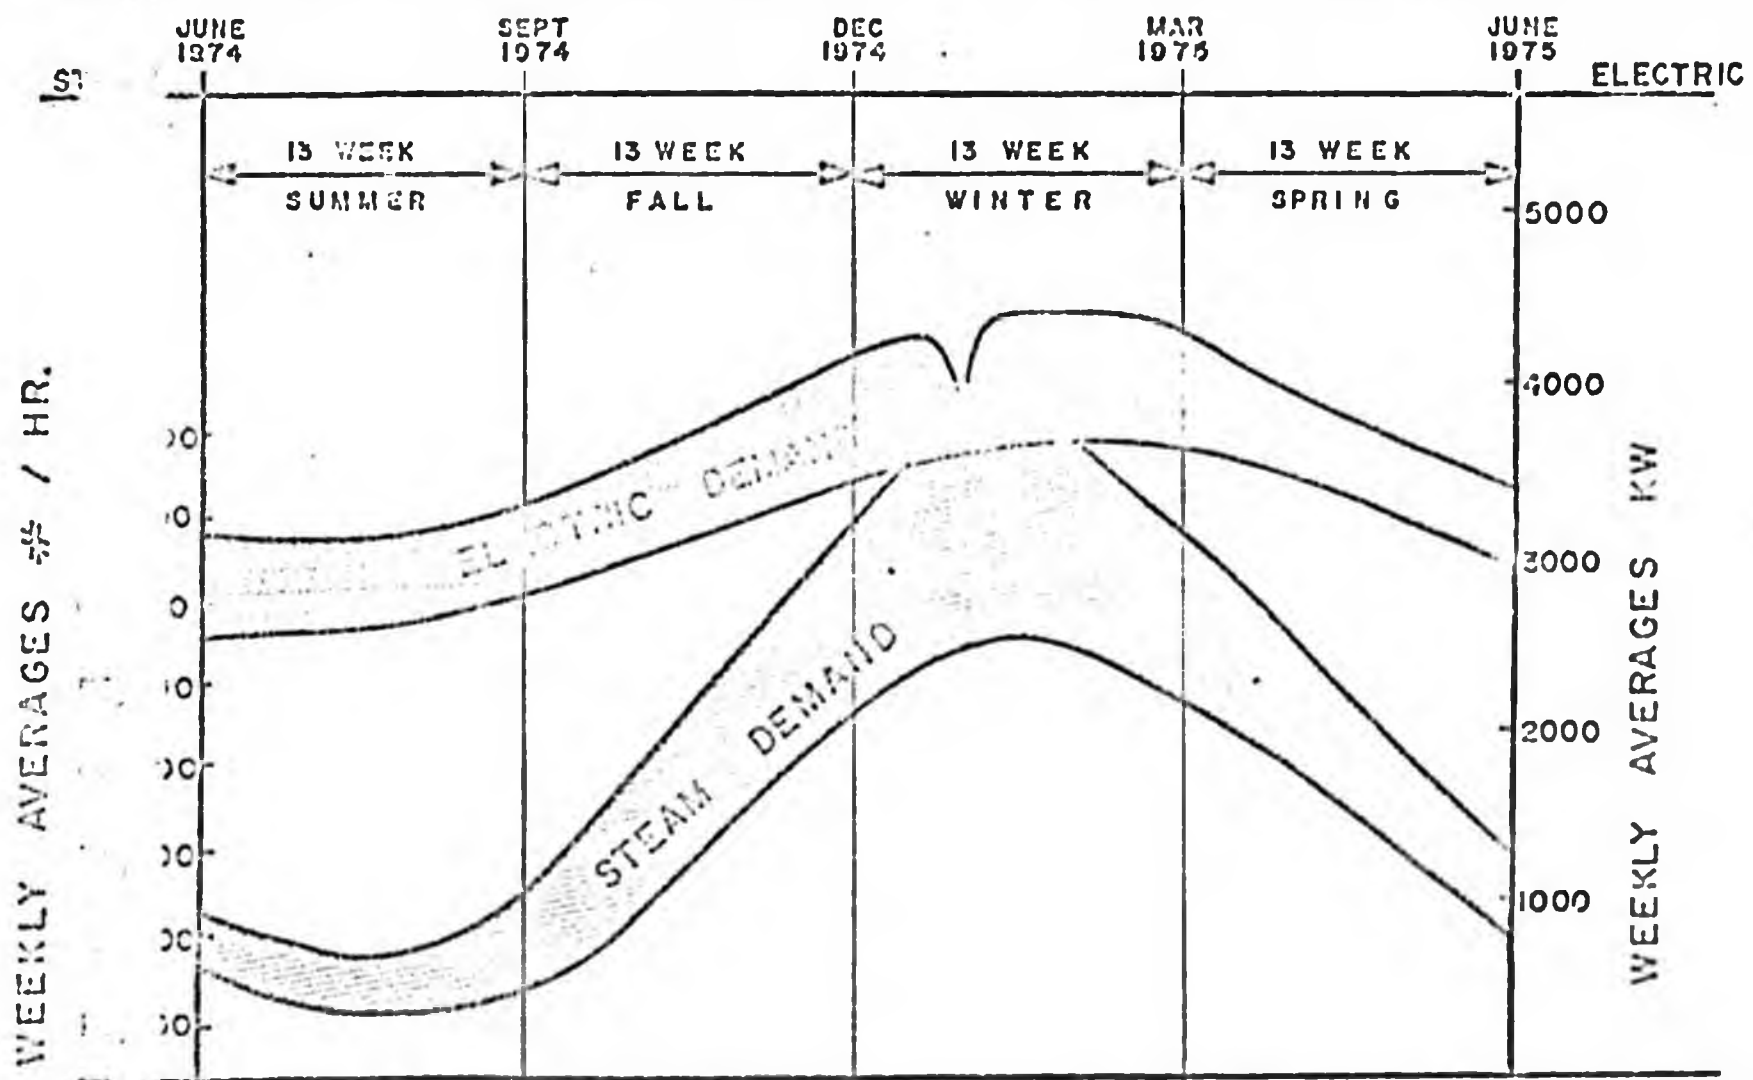 JUNE
1974
SEPT
1974
DEC
1974
MAR
1975
JUNE
1975
ST
ELECTRIC
13 WEEK
SUMMER
13 WEEK
FALL
13 WEEK
WINTER
13 WEEK
SPRING
5000
4000
3000
2000
1000
ELECTRIC DEMAND
STEAM DEMAND
WEEKLY AVERAGES # / HR.
WEEKLY AVERAGES KW